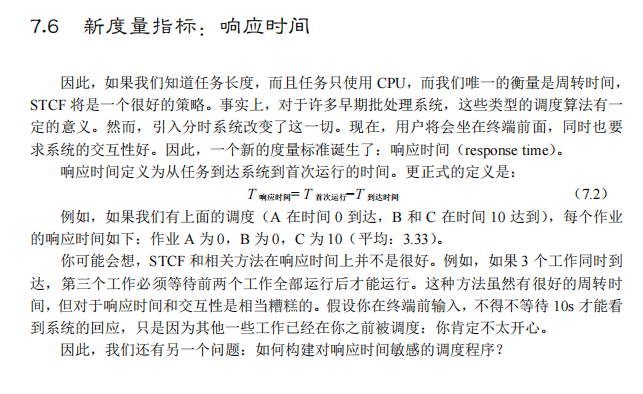 7.6 新度量指标：响应时间
因此，如果我们知道任务长度，而且任务只使用 CPU，而我们唯一的衡量是周转时间，
STCF 将是一个很好的策略。事实上，对于许多早期批处理系统，这些类型的调度算法有一
定的意义。然而，引入分时系统改变了这一切。现在，用户将会坐在终端前面，同时也要
求系统的交互性好。因此，一个新的度量标准诞生了：响应时间（response time）。
响应时间定义为从任务到达系统到首次运行的时间。更正式的定义是：
T 响应时间= T 首次运行−T 到达时间 （7.2）
例如，如果我们有上面的调度（A 在时间 0 到达，B 和 C 在时间 10 达到），每个作业
的响应时间如下：作业 A 为 0，B 为 0，C 为 10（平均：3.33）。
你可能会想，STCF 和相关方法在响应时间上并不是很好。例如，如果 3 个工作同时到
达，第三个工作必须等待前两个工作全部运行后才能运行。这种方法虽然有很好的周转时
间，但对于响应时间和交互性是相当糟糕的。假设你在终端前输入，不得不等待 10s 才能看
到系统的回应，只是因为其他一些工作已经在你之前被调度：你肯定不太开心。
因此，我们还有另一个问题：如何构建对响应时间敏感的调度程序？